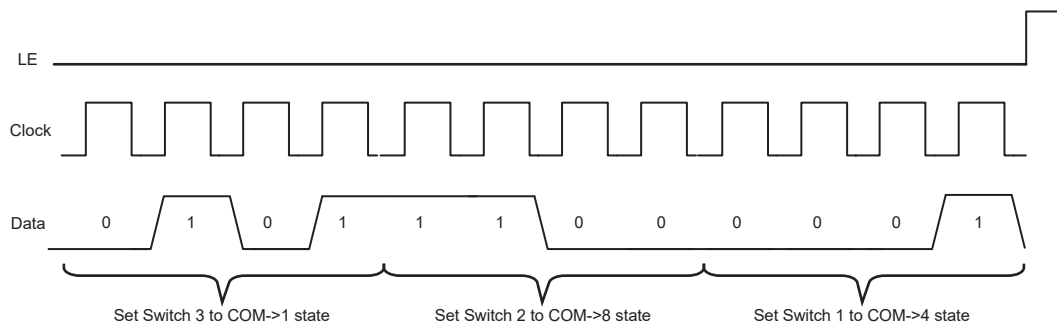 LE
Clock
Data
0 1 0 1 1 1 0 0 0 0 0 1
Set Switch 3 to COM->1 state
Set Switch 2 to COM->8 state
Set Switch 1 to COM->4 state